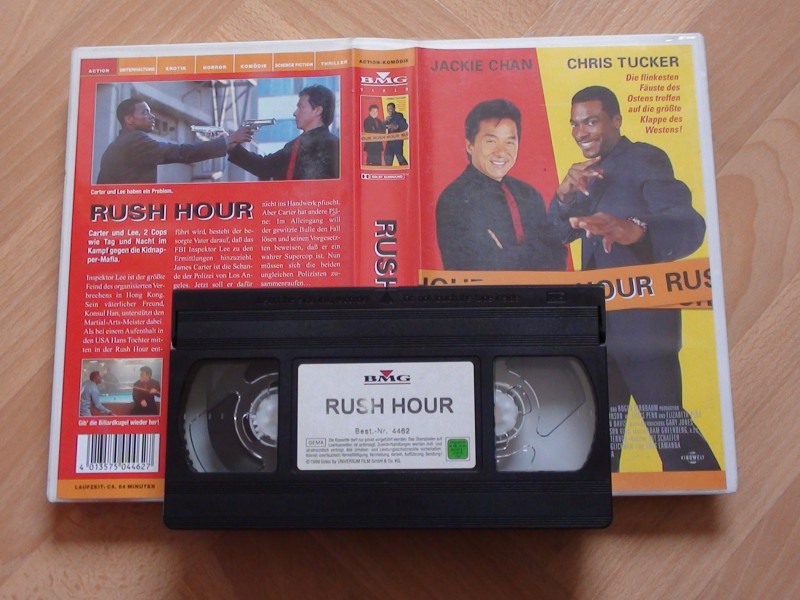 ACTION
UNTERHALTUNG
EROTIK
HORROR
KOMÖDIE
SCIENCE FICTION
THRILLER
Carter und Lee haben ein Problem.
RUSH HOUR
Carter und Lee, 2 Cops
wie Tag und Nacht im
Kampf gegen die Kidnap-
per-Mafia.
Inspektor Lee ist der größte
Feind des organisierten Ver-
brechens in Hong Kong.
Sein väterlicher Freund,
Konsul Han, unterstützt den
Martial-Arts-Meister dabei.
Als bei einem Aufenthalt in
den USA Hans Tochter mit-
ten in der Rush Hour ent-
führt wird, besteht der be-
sorgte Vater darauf, daß das
FBI Inspektor Lee zu den
Ermittlungen hinzuzieht.
James Carter ist die Schan-
de der Polizei von Los An-
geles. Jetzt soll er dafür
nicht ins Handwerk pfuscht.
Aber Carter hat andere Plä-
ne: Im Alleingang will
der gewitzte Bulle den Fall
lösen und seinen Vorgesetz-
ten beweisen, daß er ein
wahrer Supercop ist. Nun
müssen sich die beiden
ungleichen Polizisten zu-
sammenraufen.
Gib' die Billardkugel wieder her!
4 013575 044627
LAUFZEIT: CA. 94 MINUTEN
ACTION-KOMÖDIE
BMG
VIDEO
RUSH HOUR
RUSH
JACKIE CHAN
CHRIS TUCKER
Die flinkesten
Fäuste des
Ostens treffen
auf die größte
Klappe des
Westens!
HOUR
RUS
KINOWELT
BMG
RUSH HOUR
Best.-Nr. 4462
GEMA